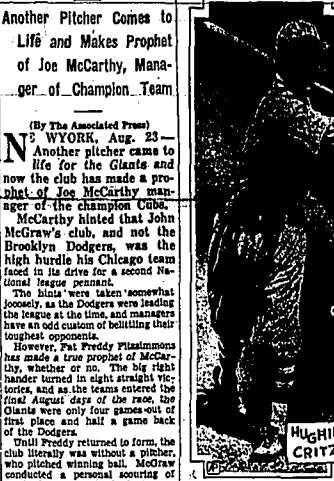 Another Pitcher Comes to
Life and Makes Prophet
of Joe McCarthy, Mana-
ger of Champion Team
(By The Associated Press)
NEWYORK, Aug. 23—
Another pitcher came to
life for the Giants and
now the club has made a pro-
phet of Joe McCarthy man-
ager of the champion Cubs.
McCarthy hinted that John
McGraw's club, and not the
Brooklyn Dodgers, was the
high hurdle his Chicago team
faced in its drive for a second Na-
tional league pennant.
The hints were taken somewhat
jocosely, as the Dodgers were leading
the league at the time, and managers
have an odd custom of belittling their
toughest opponents.
However, Fat Freddy Fitzsimmons
has made a true prophet of McCar-
thy, whether or no. The big right
hander turned in eight straight vic-
tories, and as the teams entered the
final August days of the race, the
Giants were only four games out of
first place and half a game back
of the Dodgers.
Until Freddy returned to form, the
club literally was without a pitcher,
who pitched winning ball. McGraw
conducted a personal scouring of
HUGHI
CRITZ